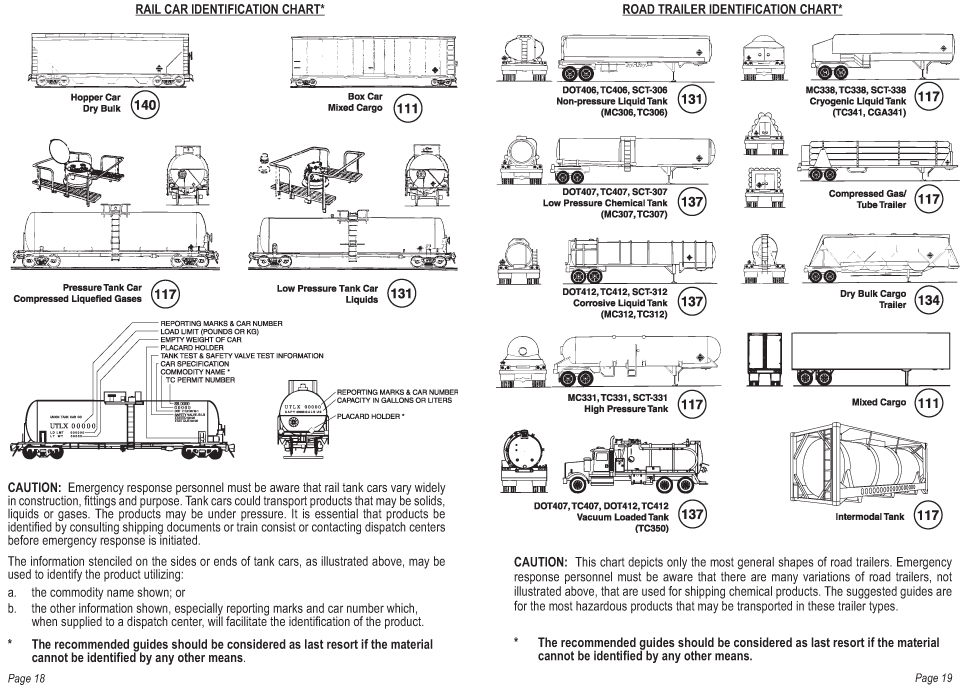 RAIL CAR IDENTIFICATION CHART*
Hopper Car
Dry Bulk
140
Box Car
Mixed Cargo
111
Pressure Tank Car
Compressed Liquefied Gases
117
Low Pressure Tank Car
Liquids
131
REPORTING MARKS & CAR NUMBER
LOAD LIMIT (POUNDS OR KG)
EMPTY WEIGHT OF CAR
PLACARD HOLDER
TANK TEST & SAFETY VALVE TEST INFORMATION
CAR SPECIFICATION
COMMODITY NAME *
TC PERMIT NUMBER
UTLX 00000
UTLX 00000
REPORTING MARKS & CAR NUMBER
CAPACITY IN GALLONS OR LITERS
PLACARD HOLDER *
CAUTION: Emergency response personnel must be aware that rail tank cars vary widely
in construction, fittings and purpose. Tank cars could transport products that may be solids,
liquids or gases. The products may be under pressure. It is essential that products be
identified by consulting shipping documents or train consist or contacting dispatch centers
before emergency response is initiated.
The information stenciled on the sides or ends of tank cars, as illustrated above, may be
used to identify the product utilizing:
a. the commodity name shown; or
b. the other information shown, especially reporting marks and car number which,
when supplied to a dispatch center, will facilitate the identification of the product.
* The recommended guides should be considered as last resort if the material
cannot be identified by any other means.
Page 18
ROAD TRAILER IDENTIFICATION CHART*
DOT406, TC406, SCT-306
Non-pressure Liquid Tank
(MC306, TC306)
131
MC338, TC338, SCT-338
Cryogenic Liquid Tank
(TC341, CGA341)
117
DOT407, TC407, SCT-307
Low Pressure Chemical Tank
(MC307, TC307)
137
Compressed Gas/
Tube Trailer
117
DOT412, TC412, SCT-312
Corrosive Liquid Tank
(MC312, TC312)
137
Dry Bulk Cargo
Trailer
134
MC331, TC331, SCT-331
High Pressure Tank
117
Mixed Cargo
111
DOT407, TC407, DOT412, TC412
Vacuum Loaded Tank
(TC350)
137
Intermodal Tank
117
CAUTION: This chart depicts only the most general shapes of road trailers. Emergency
response personnel must be aware that there are many variations of road trailers, not
illustrated above, that are used for shipping chemical products. The suggested guides are
for the most hazardous products that may be transported in these trailer types.
* The recommended guides should be considered as last resort if the material
cannot be identified by any other means.
Page 19